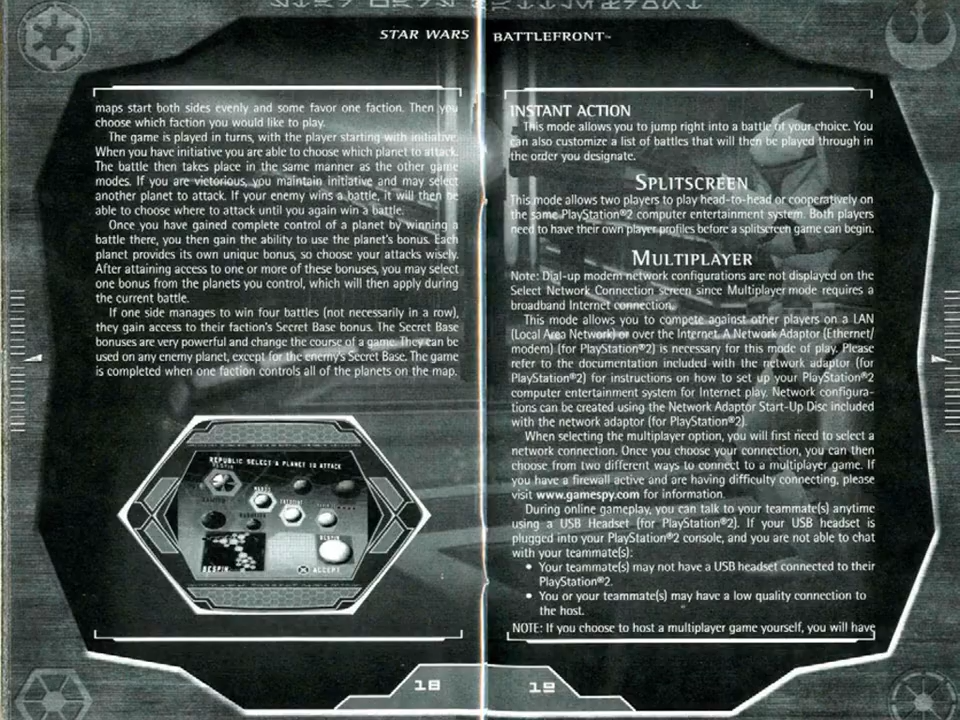 STAR WARS BATTLEFRONT™
maps start both sides evenly and some favor one faction. Then you
choose which faction you would like to play.
The game is played in turns, with the player starting with initiative.
When you have initiative you are able to choose which planet to attack.
The battle then takes place in the same manner as the other game
modes. If you are victorious, you maintain initiative and may select
another planet to attack. If your enemy wins a battle, it will then be
able to choose where to attack until you again win a battle.
Once you have gained complete control of a planet by winning a
battle there, you then gain the ability to use the planet's bonus. Each
planet provides its own unique bonus, so choose your attacks wisely.
After attaining access to one or more of these bonuses, you may select
one bonus from the planets you control, which will then apply during
the current battle.
If one side manages to win four battles (not necessarily in a row),
they gain access to their faction's Secret Base bonus. The Secret Base
bonuses are very powerful and can change the course of a game. They can be
used on any enemy planet, except for the enemy's Secret Base. The game
is completed when one faction controls all of the planets on the map.
REPUBLIC SELECT A PLANET TO ATTACK
BESPIN
BESPIN
ACCEPT
18
INSTANT ACTION
This mode allows you to jump right into a battle of your choice. You
can also customize a list of battles that will then be played through in
the order you designate.
SPLITSCREEN
This mode allows two players to play head-to-head or cooperatively on
the same PlayStation®2 computer entertainment system. Both players
need to have their own player profiles before a splitscreen game can begin.
MULTIPLAYER
Note: Dial-up modem network configurations are not displayed on the
Select Network Connection screen since Multiplayer mode requires a
broadband Internet connection.
This mode allows you to compete against other players on a LAN
(Local Area Network) or over the Internet. A Network Adaptor (Ethernet/
modem) (for PlayStation®2) is necessary for this mode of play. Please
refer to the documentation included with the network adaptor (for
PlayStation®2) for instructions on how to set up your PlayStation®2
computer entertainment system for Internet play. Network configura-
tions can be created using the Network Adaptor Start-Up Disc included
with the network adaptor (for PlayStation®2).
When selecting the multiplayer option, you will first need to select a
network connection. Once you choose your connection, you can then
choose from two different ways to connect to a multiplayer game. If
you have a firewall active and are having difficulty connecting, please
visit www.gamespy.com for information.
During online gameplay, you can talk to your teammate(s) anytime
using a USB Headset (for PlayStation®2). If your USB headset is
plugged into your PlayStation®2 console, and you are not able to chat
with your teammate(s):
• Your teammate(s) may not have a USB headset connected to their
PlayStation®2.
• You or your teammate(s) may have a low quality connection to
the host.
NOTE: If you choose to host a multiplayer game yourself, you will have
19